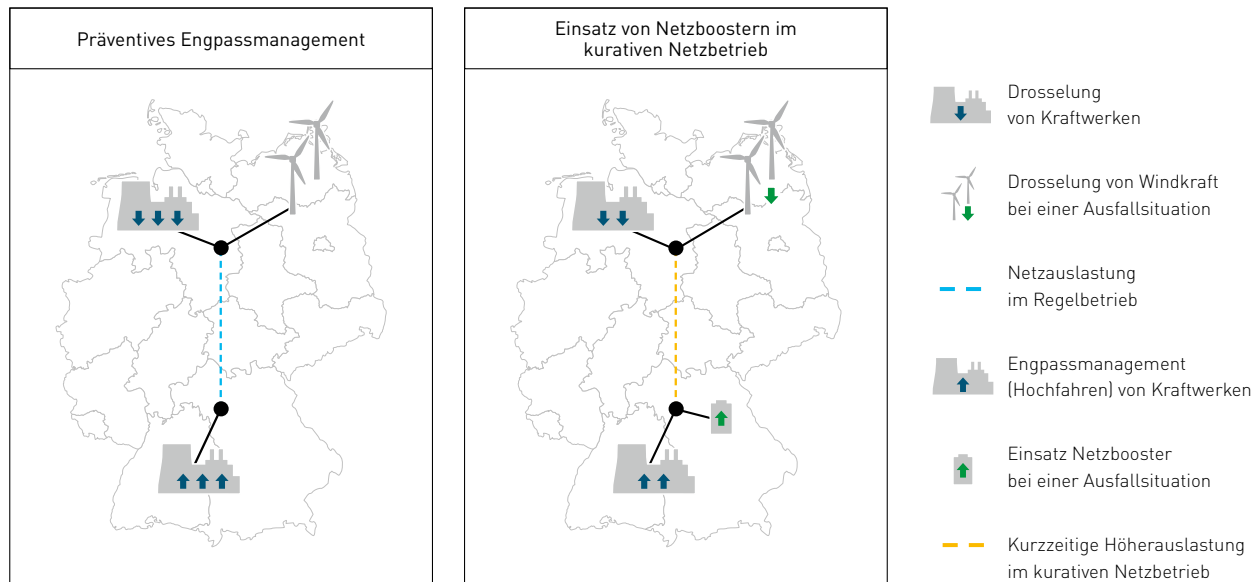 Präventives Engpassmanagement
Einsatz von Netzboostern im
kurativen Netzbetrieb
Drosselung
von Kraftwerken
Drosselung von Windkraft
bei einer Ausfallsituation
Netzauslastung
im Regelbetrieb
Engpassmanagement
(Hochfahren) von Kraftwerken
Einsatz Netzbooster
bei einer Ausfallsituation
Kurzzeitige Höherauslastung
im kurativen Netzbetrieb